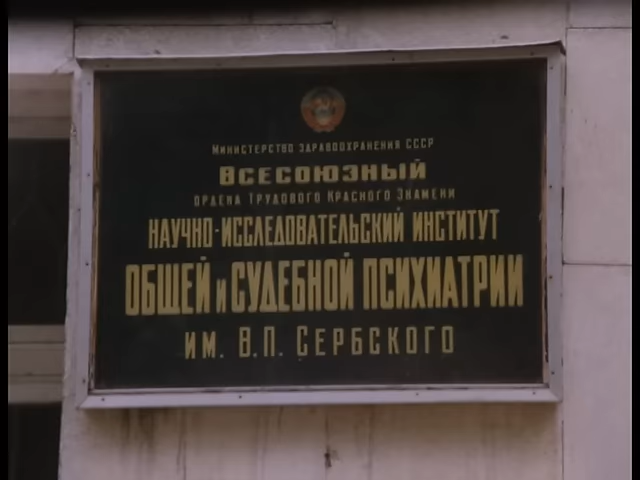 МИНИСТЕРСТВО ЗДРАВООХРАНЕНИЯ СССР
ВСЕСОЮЗНЫЙ
ОРДЕНА ТРУДОВОГО КРАСНОГО ЗНАМЕНИ
НАУЧНО-ИССЛЕДОВАТЕЛЬСКИЙ ИНСТИТУТ
ОБЩЕЙ И СУДЕБНОЙ ПСИХИАТРИИ
ИМ. В.П. СЕРБСКОГО